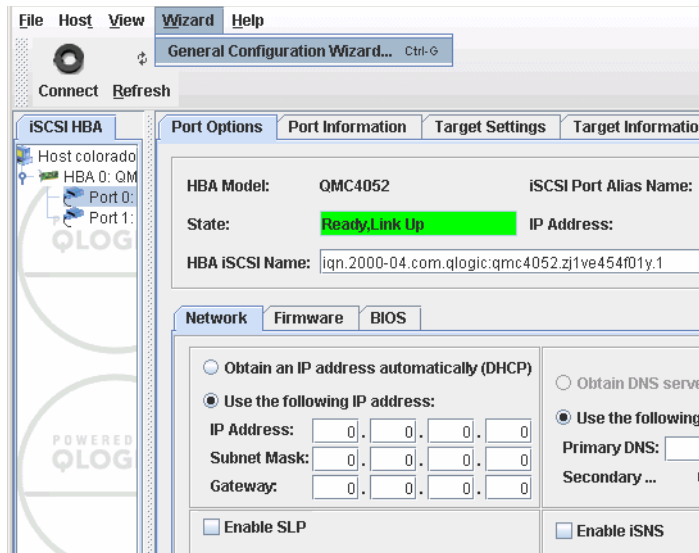 File Host View Wizard Help
General Configuration Wizard... Ctrl-G
Connect Refresh
iSCSI HBA
Host colorado
HBA 0: QM
Port 0:
Port 1:
QLOG
POWERED
QLOG
Port Options Port Information Target Settings Target Informatio
HBA Model: QMC4052 iSCSI Port Alias Name:
State: Ready,Link Up IP Address:
HBA iSCSI Name: iqn.2000-04.com.qlogic:qmc4052.zj1ve454f01y.1
Network Firmware BIOS
Obtain an IP address automatically (DHCP)
Use the following IP address:
IP Address: 0. 0. 0. 0
Subnet Mask: 0. 0. 0. 0
Gateway: 0. 0. 0. 0
Enable SLP
Obtain DNS serve
Use the following
Primary DNS:
Secondary ...
Enable iSNS